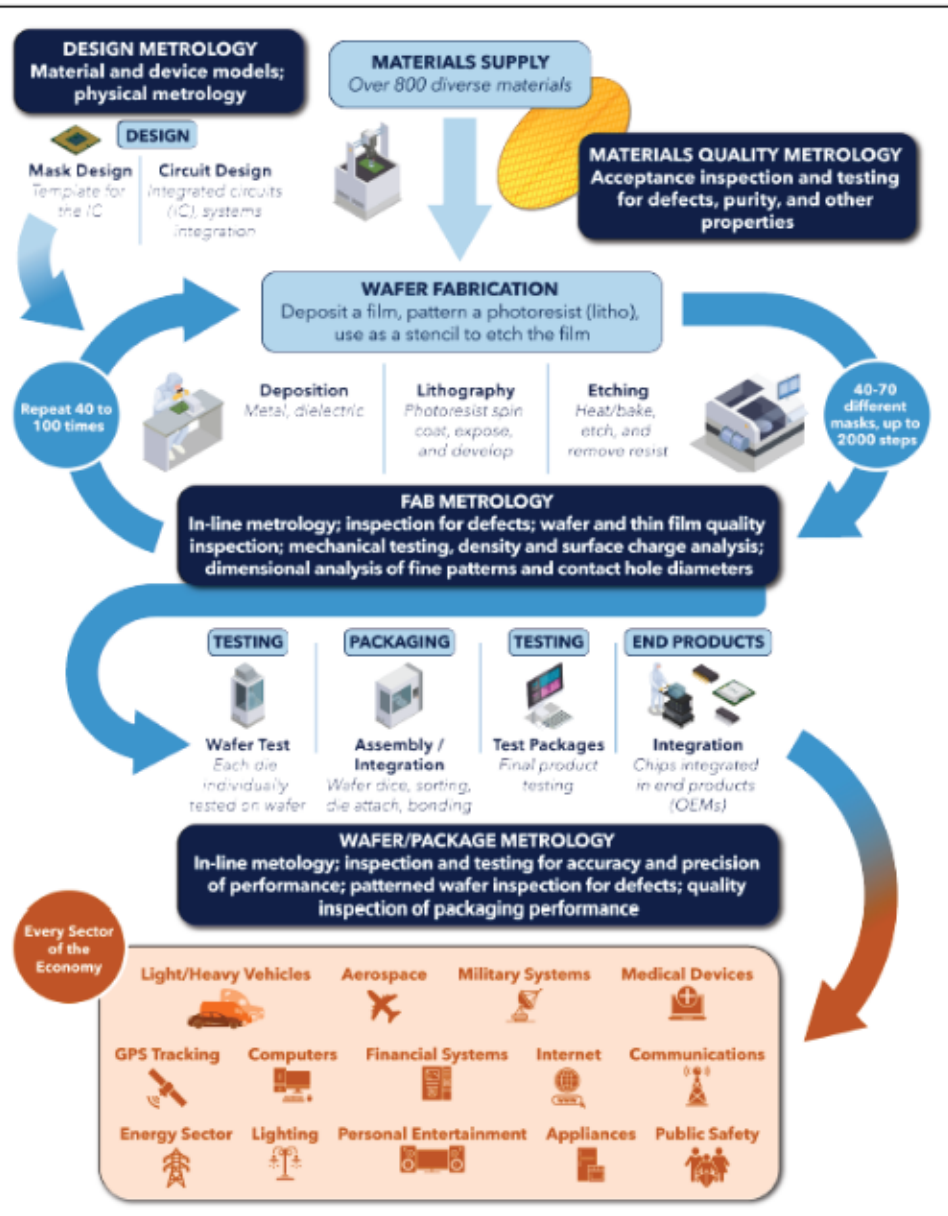 DESIGN METROLOGY
Material and device models;
physical metrology
MATERIALS SUPPLY
Over 800 diverse materials
DESIGN
Mask Design
Template for
the IC
Circuit Design
Integrated circuits
(IC), systems
integration
MATERIALS QUALITY METROLOGY
Acceptance inspection and testing
for defects, purity, and other
properties
WAFER FABRICATION
Deposit a film, pattern a photoresist (litho),
use as a stencil to etch the film
Repeat 40 to
100 times
Deposition
Metal, dielectric
Lithography
Photoresist spin
coat, expose,
and develop
Etching
Heat/bake,
etch, and
remove resist
40-70
different
masks, up to
2000 steps
FAB METROLOGY
In-line metrology; inspection for defects; wafer and thin film quality
inspection; mechanical testing, density and surface charge analysis;
dimensional analysis of fine patterns and contact hole diameters
TESTING
Wafer Test
Each die
individually
tested on wafer
PACKAGING
Assembly /
Integration
Wafer dice, sorting,
die attach, bonding
TESTING
Test Packages
Final product
testing
END PRODUCTS
Integration
Chips integrated
in end products
(OEMs)
WAFER/PACKAGE METROLOGY
In-line metology; inspection and testing for accuracy and precision
of performance; patterned wafer inspection for defects; quality
inspection of packaging performance
Every Sector
of the
Economy
Light/Heavy Vehicles
Aerospace
Military Systems
Medical Devices
GPS Tracking
Computers
Financial Systems
Internet
Communications
Energy Sector
Lighting
Personal Entertainment
Appliances
Public Safety